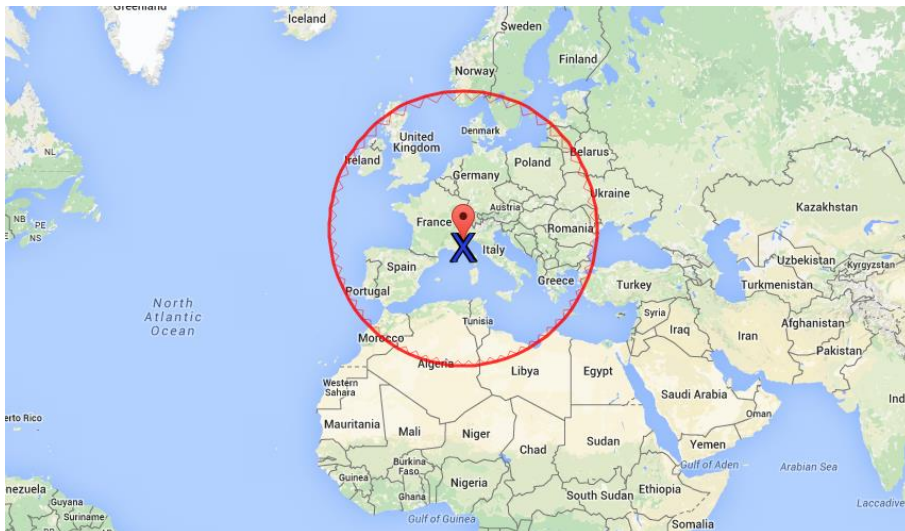 Greenland
Iceland
Sweden
Norway
Finland
United
Kingdom
Denmark
Ireland
Belarus
Poland
Germany
NL
Ukraine
Austria
Kazakhstan
France
Romania
NB
PE
NS
Italy
Uzbekistan
Kyrgyzstan
Spain
Greece
Turkey
Turkmenistan
Portugal
North
Atlantic
Ocean
Syria
Tunisia
Iraq
Iran
Afghanistan
Morocco
Pakistan
Algeria
Libya
Egypt
Western
Sahara
Saudi Arabia
Ind
Oman
erto Rico
Mauritania
Mali
Niger
Sudan
Chad
Yemen
Burkina
Faso
Gulf of Aden
Arabian Sea
Guinea
Nigeria
nezuela
Ghana
South Sudan
Ethiopia
Guyana
Suriname
Gulf of Guinea
Somalia
Laccadive
X